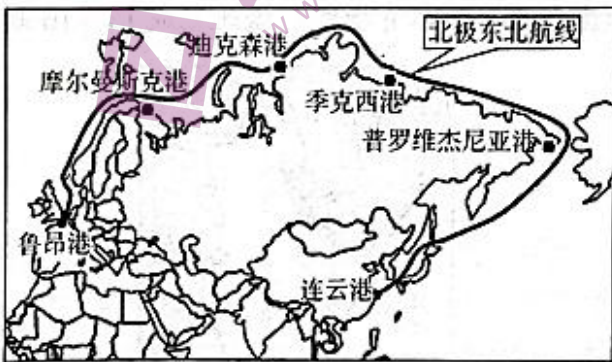 迪克森港
北极东北航线
摩尔曼斯克港
季克西港
普罗维杰尼亚港
鲁昂港
连云港